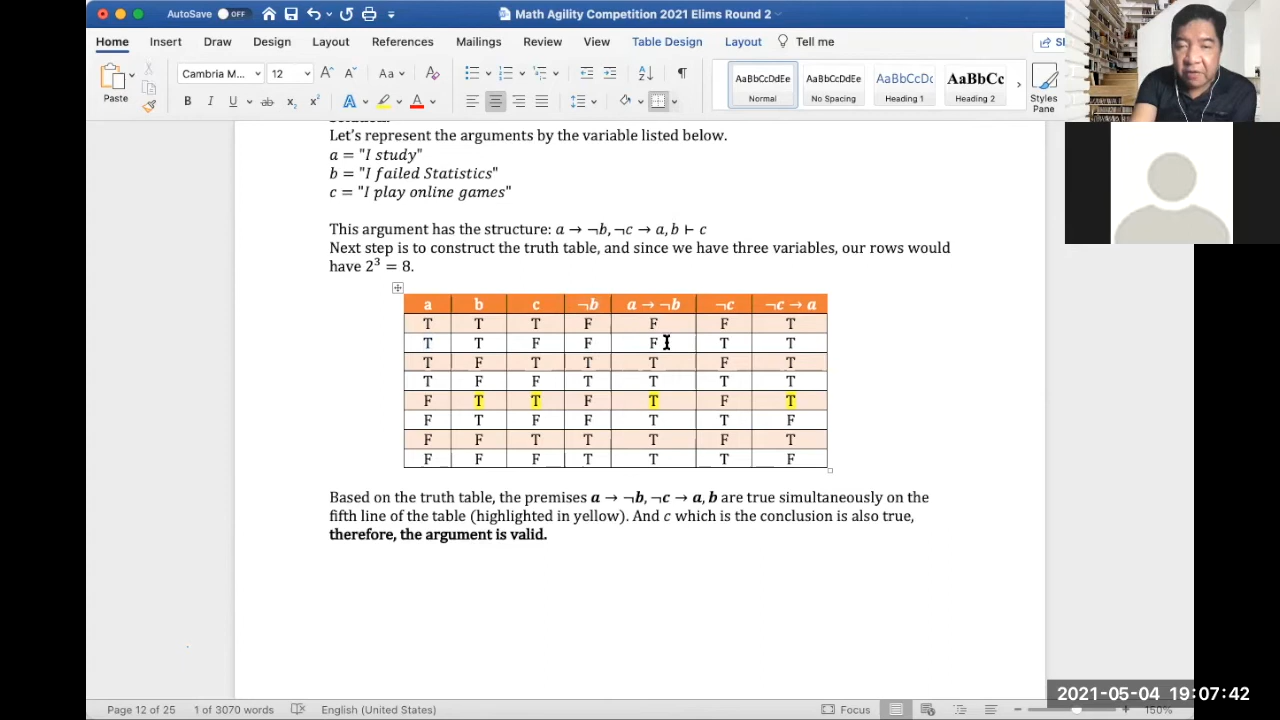 AutoSave OFF
Math Agility Competition 2021 Elims Round 2
Home Insert Draw Design Layout References Mailings Review View Table Design Layout Tell me
Paste
Cambria M... 12
AaBbCcDdEe AaBbCcDdEe AaBbCcDc AaBbCc
Normal No Spacing Heading 1 Heading 2 Styles Pane
Let’s represent the arguments by the variable listed below.
a = "I study"
b = "I failed Statistics"
c = "I play online games"
This argument has the structure: a → ¬b, ¬c → a, b ⊢ c
Next step is to construct the truth table, and since we have three variables, our rows would
have 2³ = 8.
a b c ¬b a → ¬b ¬c ¬c → a
T T T F F F T
T T F F F T T
T F T T T F T
T F F T T T T
F T T F T F T
F T F F T T F
F F T T T F T
F F F T T T F
Based on the truth table, the premises a → ¬b, ¬c → a, b are true simultaneously on the
fifth line of the table (highlighted in yellow). And c which is the conclusion is also true,
therefore, the argument is valid.
2021-05-04 19:07:42
Page 12 of 25 1 of 3070 words English (United States) Focus 150%